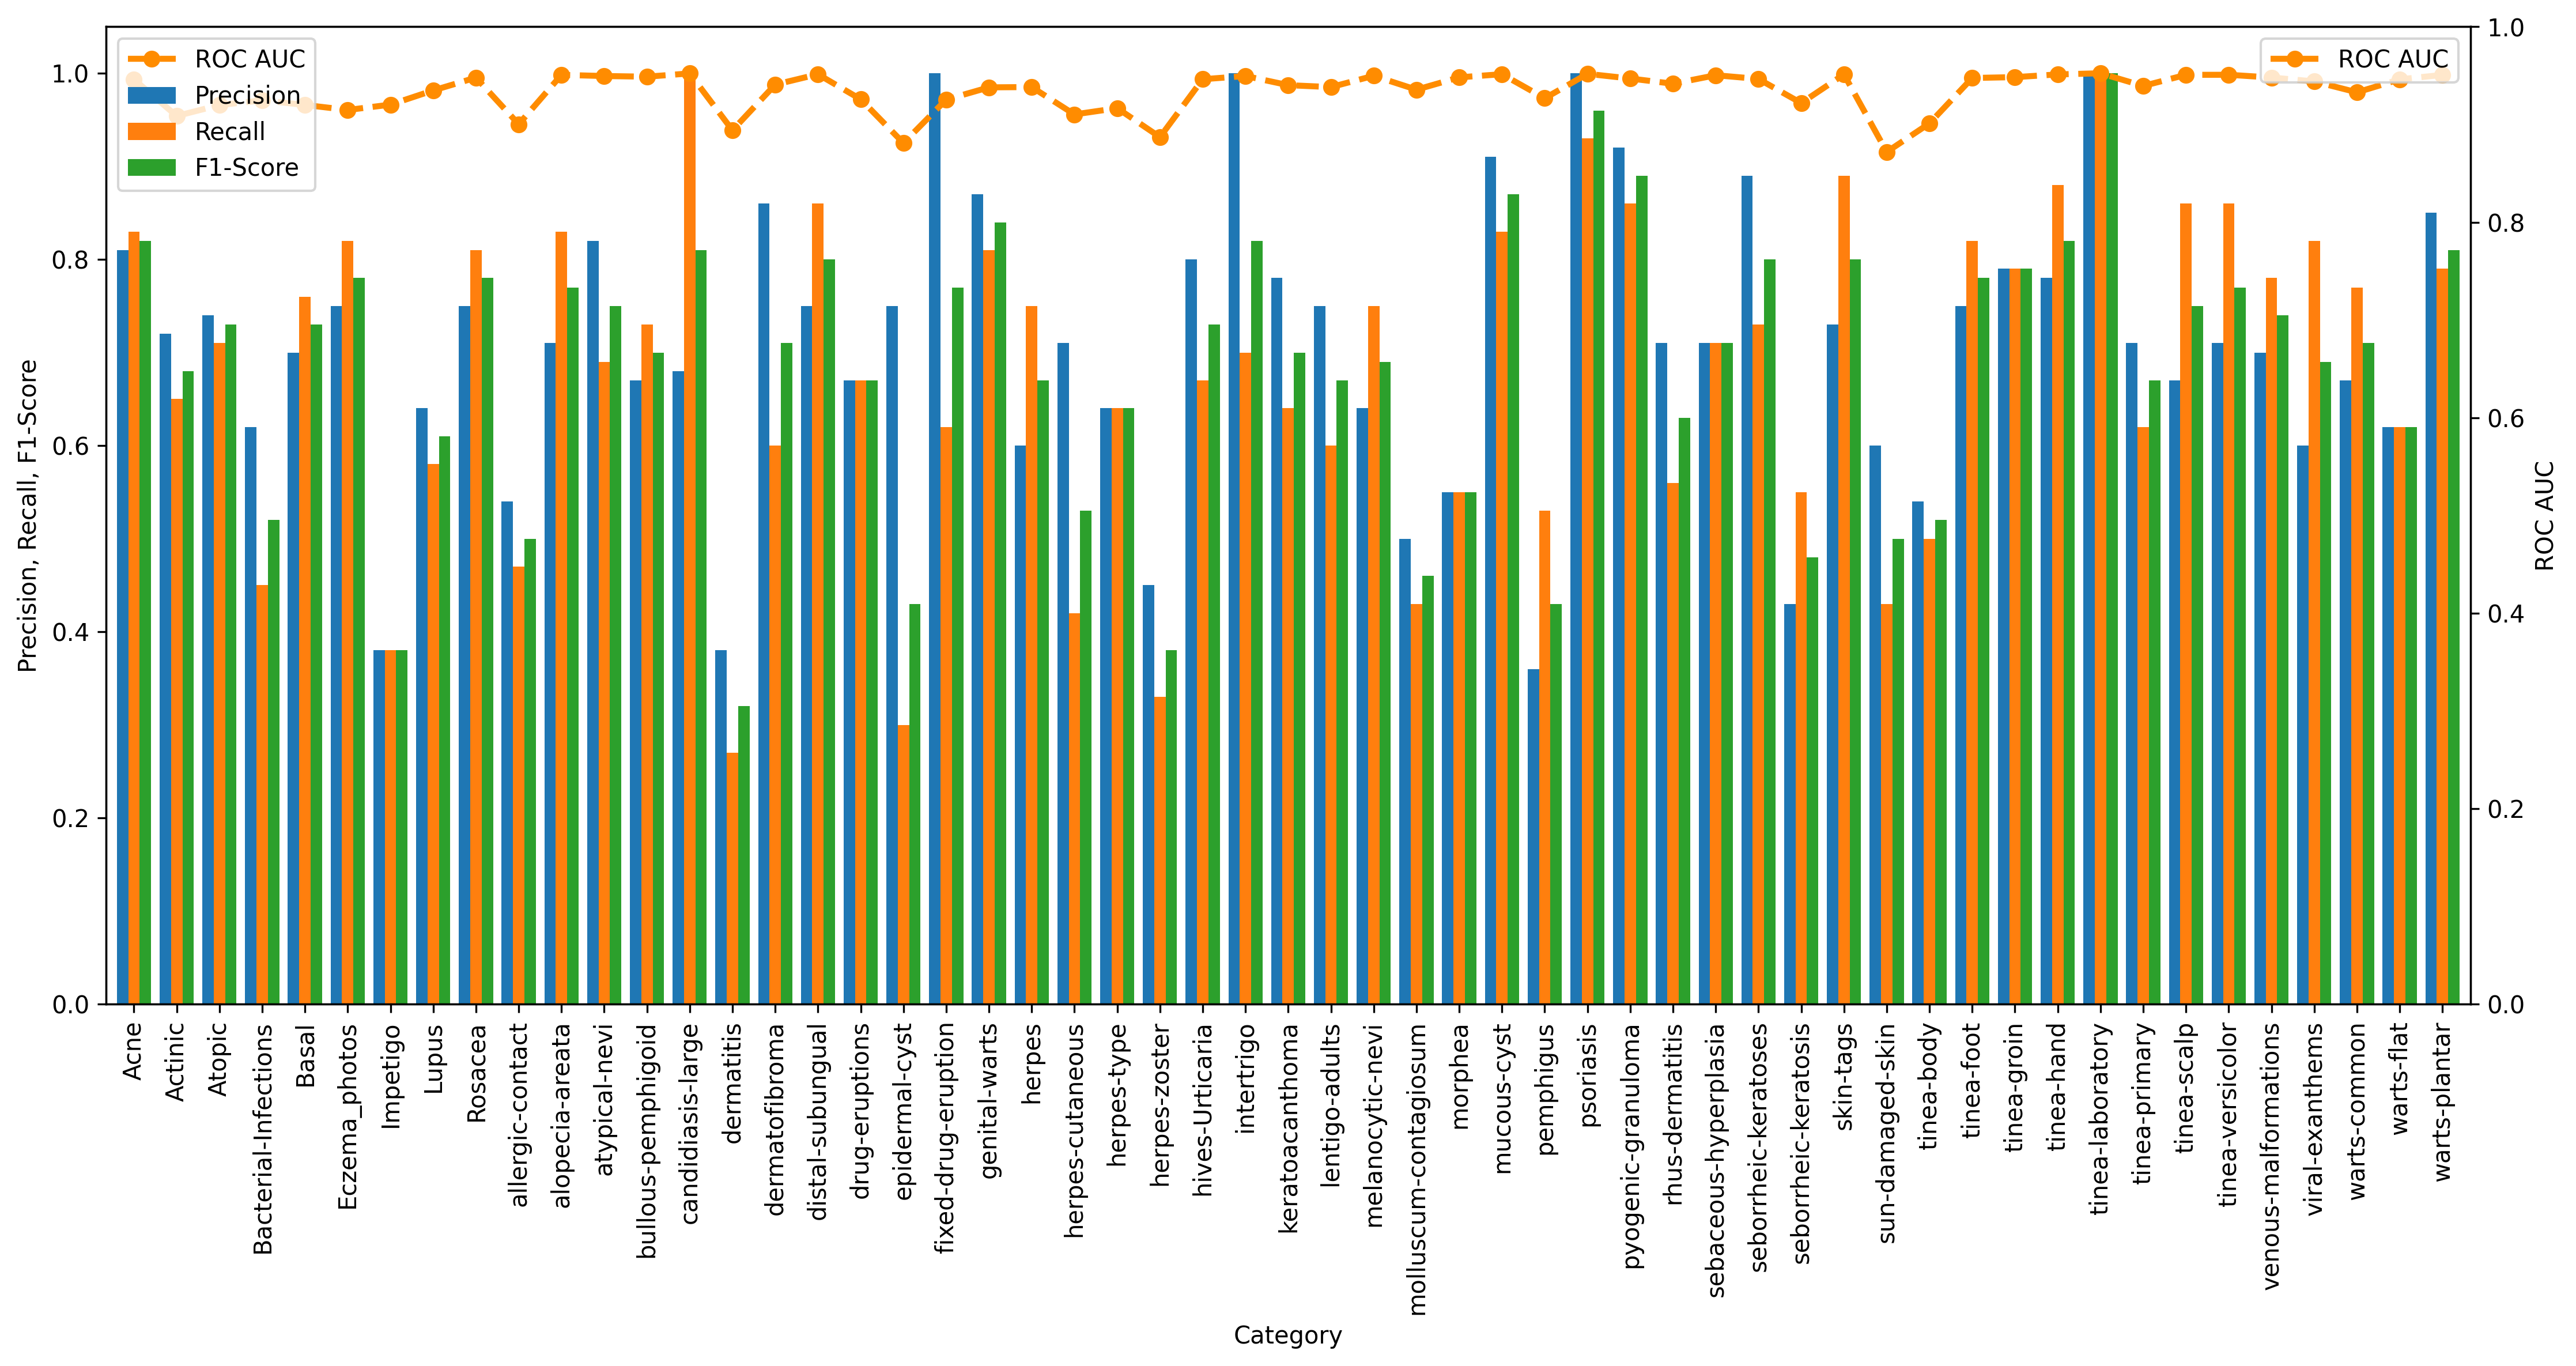 ROC AUC
Precision
Recall
F1-Score
ROC AUC
1.0
0.8
0.6
0.4
0.2
0.0
Precision, Recall, F1-Score
1.0
0.8
0.6
0.4
0.2
0.0
ROC AUC
Acne
Actinic
Atopic
Bacterial-Infections
Basal
Eczema_photos
Impetigo
Lupus
Rosacea
allergic-contact
alopecia-areata
atypical-nevi
bullous-pemphigoid
candidiasis-large
dermatitis
dermatofibroma
distal-subungual
drug-eruptions
epidermal-cyst
fixed-drug-eruption
genital-warts
herpes
herpes-cutaneous
herpes-type
herpes-zoster
hives-Urticaria
intertrigo
keratoacanthoma
lentigo-adults
melanocytic-nevi
molluscum-contagiosum
morphea
mucous-cyst
pemphigus
psoriasis
pyogenic-granuloma
rhus-dermatitis
sebaceous-hyperplasia
seborrheic-keratoses
seborrheic-keratosis
skin-tags
sun-damaged-skin
tinea-body
tinea-foot
tinea-groin
tinea-hand
tinea-laboratory
tinea-primary
tinea-scalp
tinea-versicolor
venous-malformations
viral-exanthems
warts-common
warts-flat
warts-plantar
Category